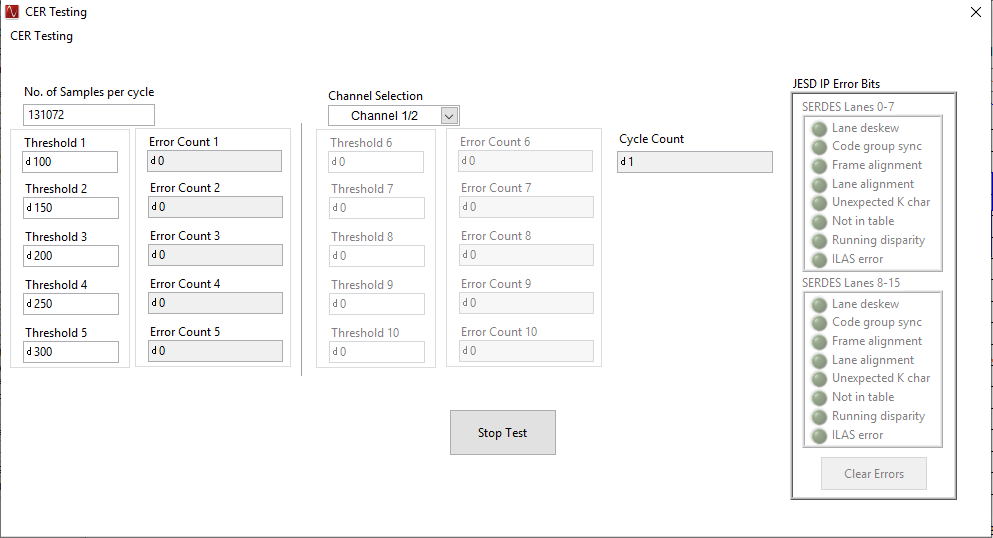 CER Testing
CER Testing
No. of Samples per cycle
131072
Threshold 1
d 100
Threshold 2
d 150
Threshold 3
d 200
Threshold 4
d 250
Threshold 5
d 300
Error Count 1
d 0
Error Count 2
d 0
Error Count 3
d 0
Error Count 4
d 0
Error Count 5
d 0
Channel Selection
Channel 1/2
Threshold 6
d 0
Threshold 7
d 0
Threshold 8
d 0
Threshold 9
d 0
Threshold 10
d 0
Error Count 6
d 0
Error Count 7
d 0
Error Count 8
d 0
Error Count 9
d 0
Error Count 10
d 0
Cycle Count
d 1
Stop Test
JESD IP Error Bits
SERDES Lanes 0-7
Lane deskew
Code group sync
Frame alignment
Lane alignment
Unexpected K char
Not in table
Running disparity
ILAS error
SERDES Lanes 8-15
Lane deskew
Code group sync
Frame alignment
Lane alignment
Unexpected K char
Not in table
Running disparity
ILAS error
Clear Errors